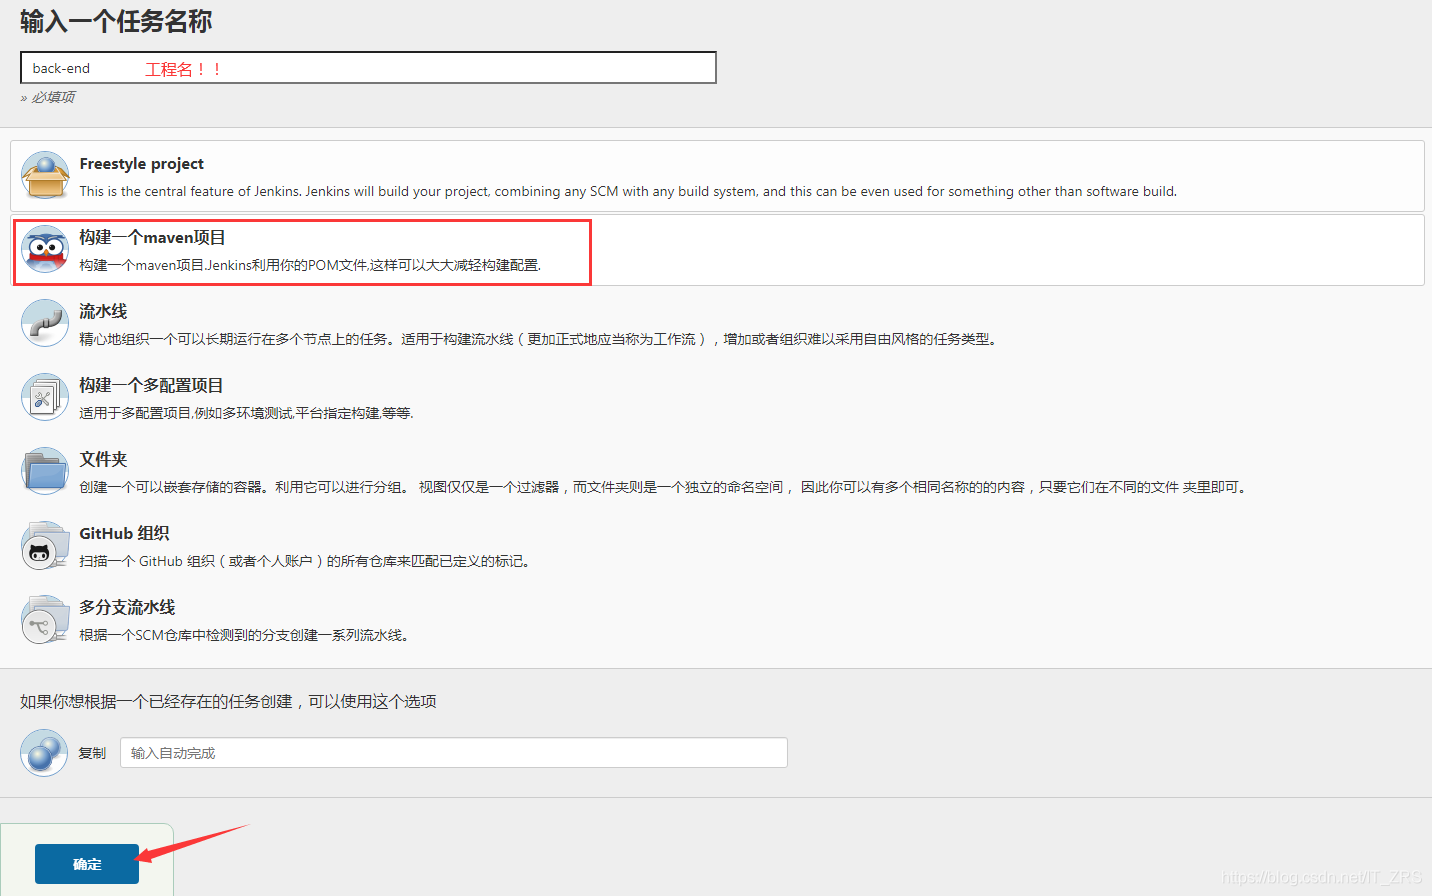 输入一个任务名称
back-end 工程名！！
» 必填项
Freestyle project
This is the central feature of Jenkins. Jenkins will build your project, combining any SCM with any build system, and this can be even used for something other than software build.
构建一个maven项目
构建一个maven项目.Jenkins利用你的POM文件,这样可以大大减轻构建配置.
流水线
精心地组织一个可以长期运行在多个节点上的任务。适用于构建流水线（更加正式地应当称为工作流），增加或者组织难以采用自由风格的任务类型。
构建一个多配置项目
适用于多配置项目,例如多环境测试,平台指定构建,等等.
文件夹
创建一个可以嵌套存储的容器。利用它可以进行分组。 视图仅仅是一个过滤器，而文件夹则是一个独立的命名空间， 因此你可以有多个相同名称的的内容，只要它们在不同的文件 夹里即可。
GitHub 组织
扫描一个 GitHub 组织（或者个人账户）的所有仓库来匹配已定义的标记。
多分支流水线
根据一个SCM仓库中检测到的分支创建一系列流水线。
如果你想根据一个已经存在的任务创建，可以使用这个选项
复制 输入自动完成
确定
https://blog.csdn.net/IT_ZRS